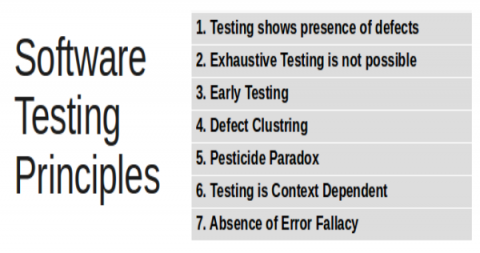 Software
Testing
Principles
1. Testing shows presence of defects
2. Exhaustive Testing is not possible
3. Early Testing
4. Defect Clustring
5. Pesticide Paradox
6. Testing is Context Dependent
7. Absence of Error Fallacy